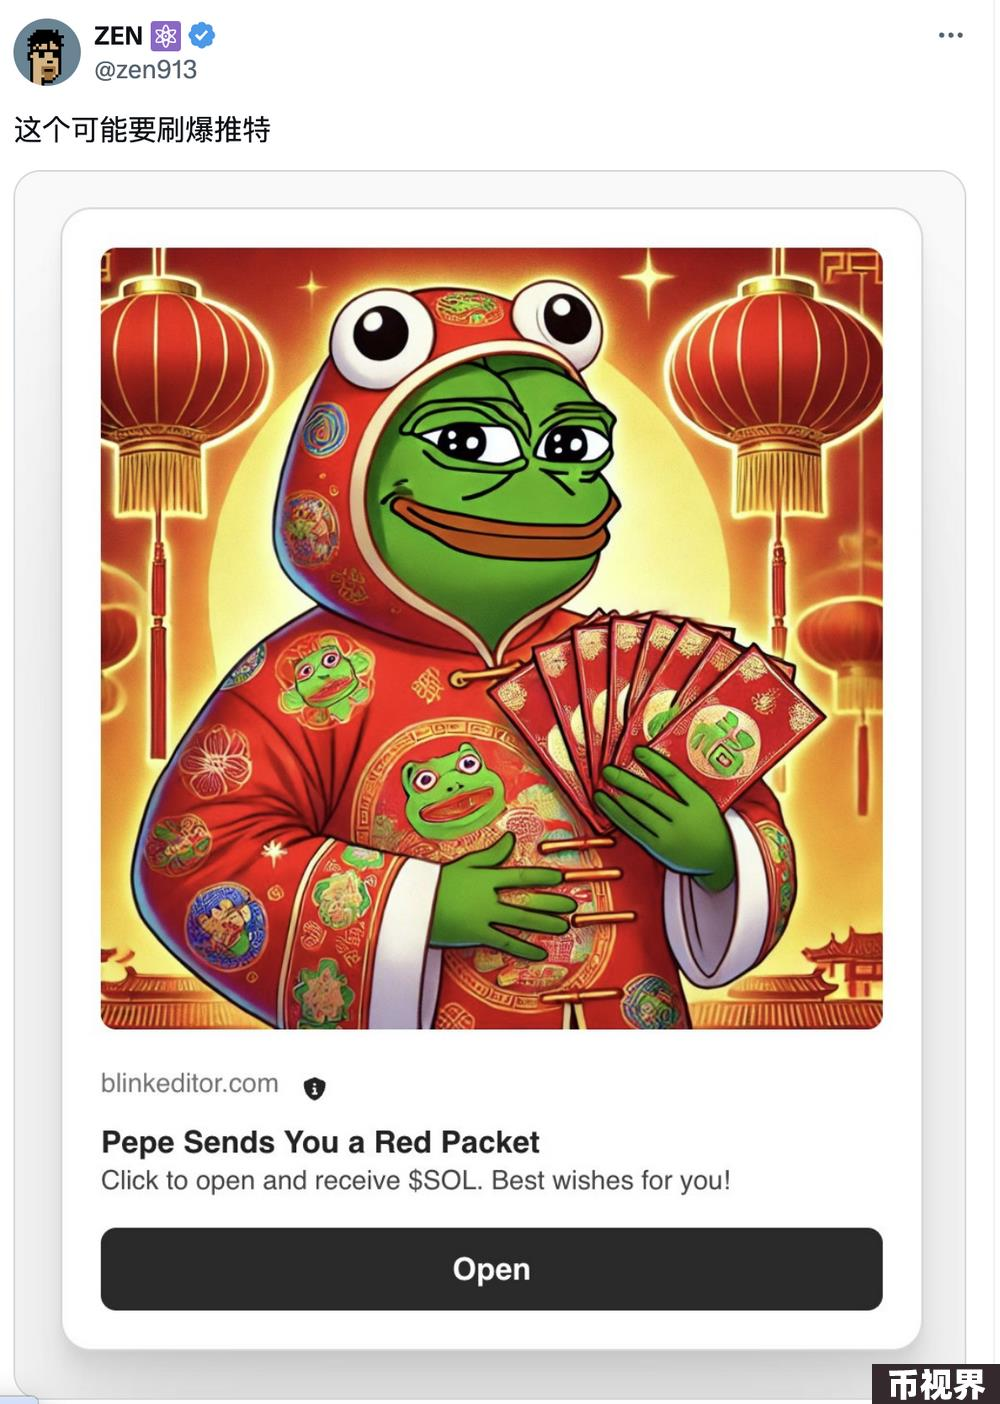 ZEN
@zen913
这个可能要刷爆推特
福
blinkeditor.com
Pepe Sends You a Red Packet
Click to open and receive $SOL. Best wishes for you!
Open
币视界